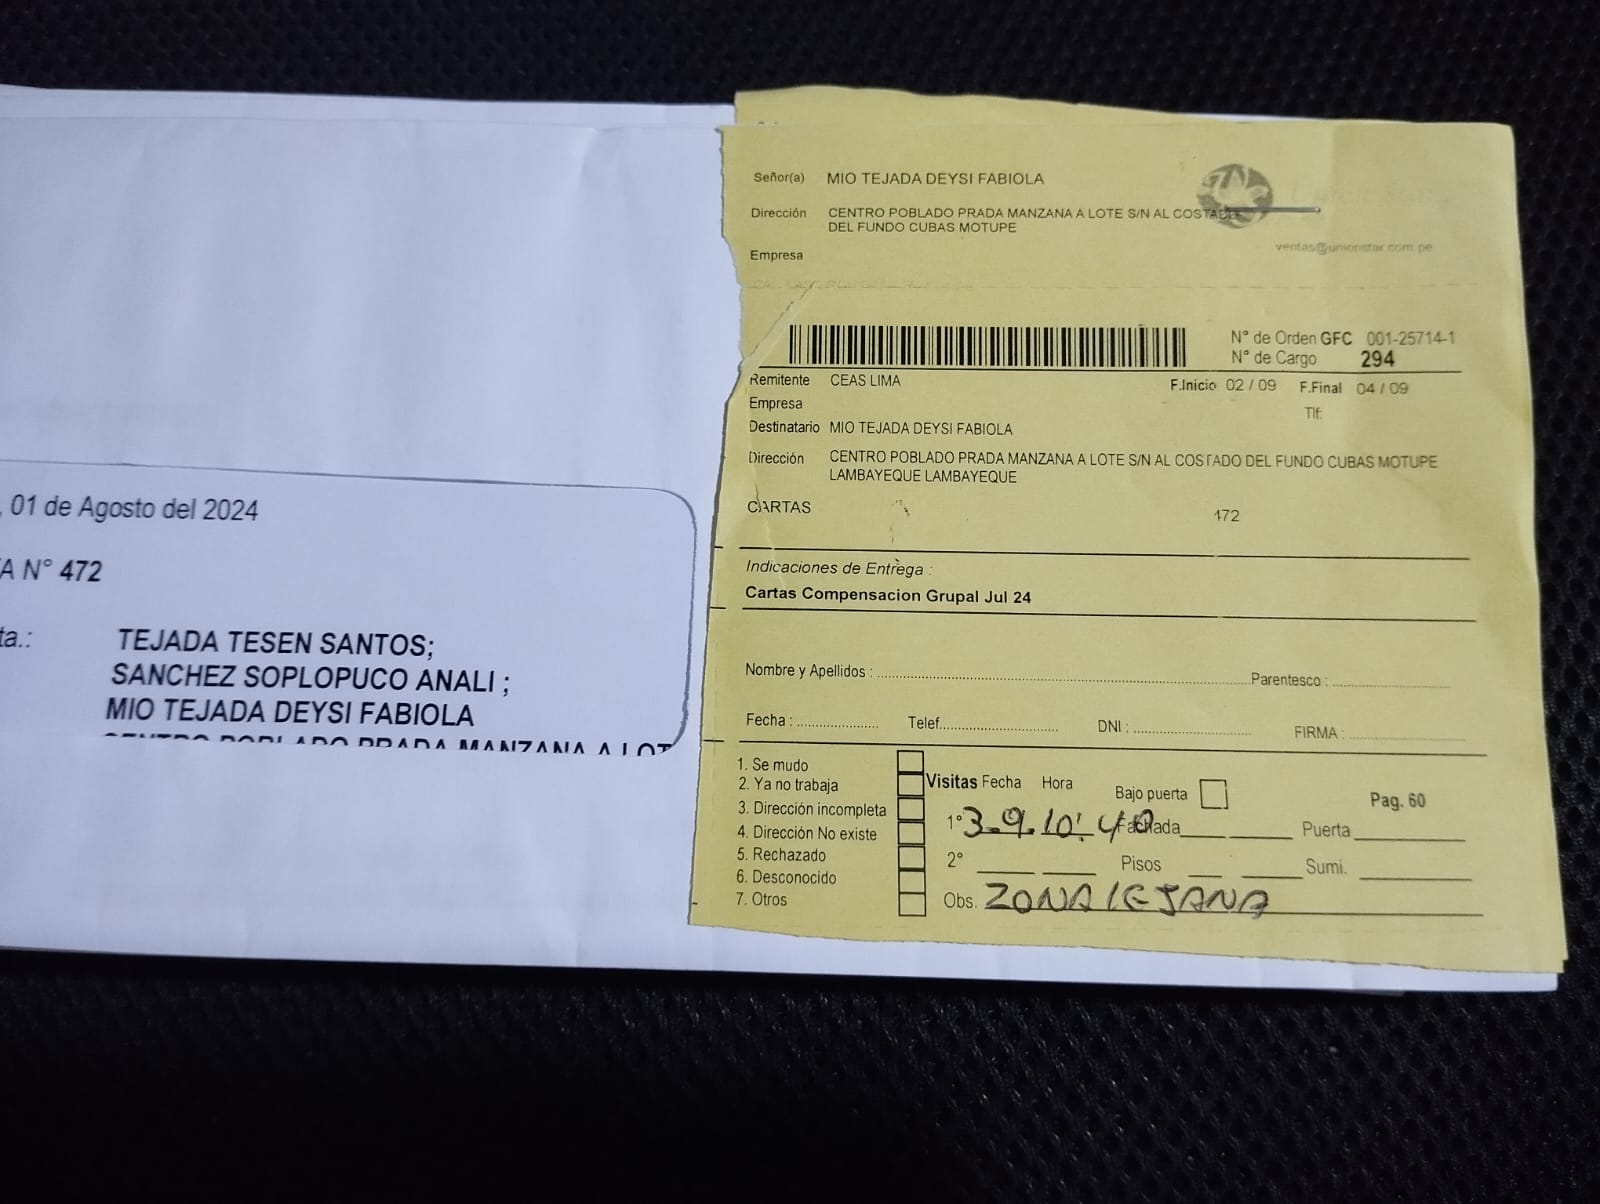 , 01 de Agosto del 2024
A N° 472
ta.: TEJADA TESEN SANTOS;
SANCHEZ SOPLOPUCO ANALI ;
MIO TEJADA DEYSI FABIOLA
CENTRO POBLADO PRADA MANZANA A LOT
Señor(a) MIO TEJADA DEYSI FABIOLA
Dirección CENTRO POBLADO PRADA MANZANA A LOTE S/N AL COSTADO
DEL FUNDO CUBAS MOTUPE
ventas@unionstar.com.pe
Empresa
N° de Orden GFC 001-25714-1
N° de Cargo 294
Remitente CEAS LIMA F.Inicio 02 / 09 F.Final 04 / 09
Empresa Tlf:
Destinatario MIO TEJADA DEYSI FABIOLA
Dirección CENTRO POBLADO PRADA MANZANA A LOTE S/N AL COSTADO DEL FUNDO CUBAS MOTUPE
LAMBAYEQUE LAMBAYEQUE
CARTAS 472
Indicaciones de Entrega :
Cartas Compensacion Grupal Jul 24
Nombre y Apellidos : Parentesco :
Fecha : Telef. DNI : FIRMA :
1. Se mudo
2. Ya no trabaja
3. Dirección incompleta
4. Dirección No existe
5. Rechazado
6. Desconocido
7. Otros
Visitas Fecha Hora Bajo puerta Pag. 60
1° 3-9-10:40 Fachada Puerta
2° Pisos Sumi.
Obs. ZONA LEJANA